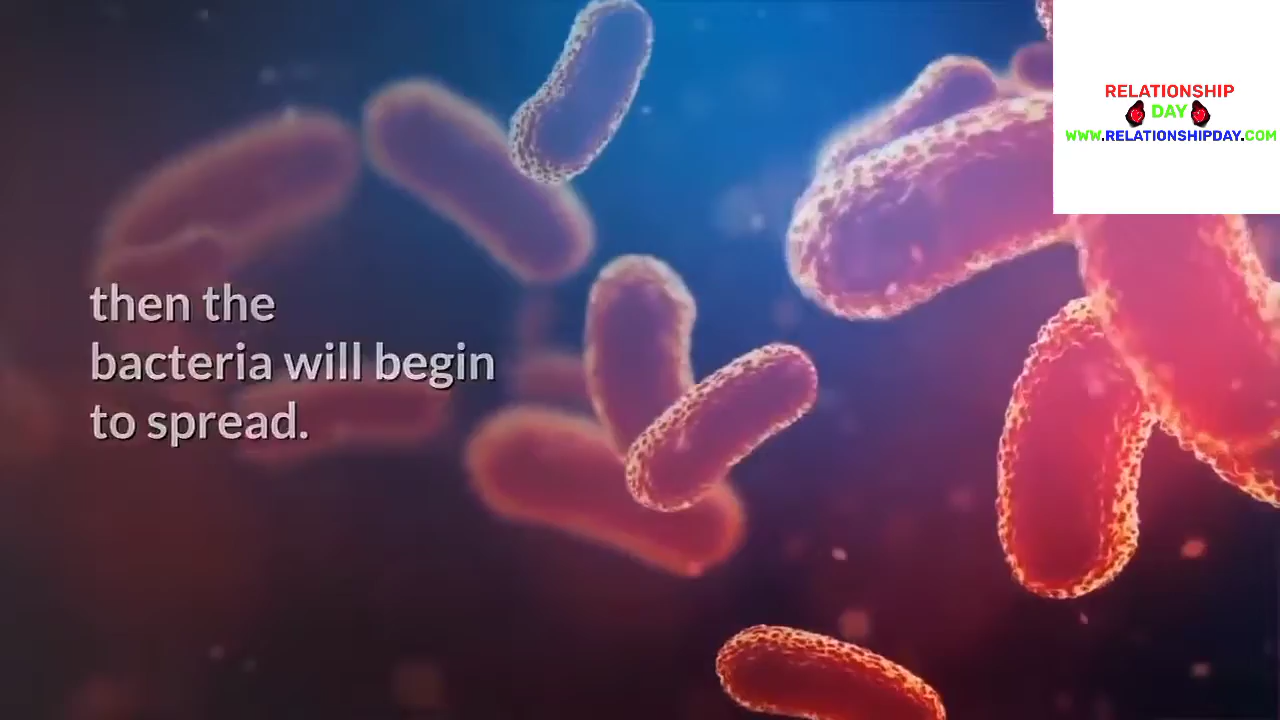 then the
bacteria will begin
to spread.
RELATIONSHIP
DAY
WWW.RELATIONSHIPDAY.COM